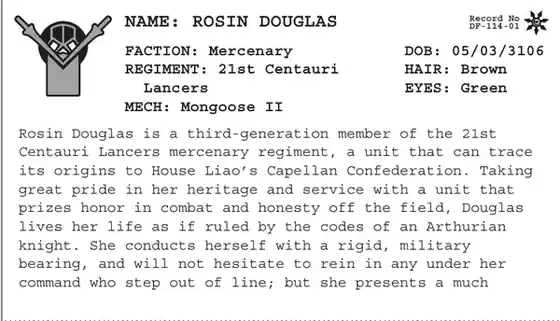 NAME: ROSIN DOUGLAS
Record No
DF-114-01
FACTION: Mercenary
DOB: 05/03/3106
REGIMENT: 21st Centauri
HAIR: Brown
Lancers
EYES: Green
MECH: Mongoose II
Rosin Douglas is a third-generation member of the 21st
Centauri Lancers mercenary regiment, a unit that can trace
its origins to House Liao’s Capellan Confederation. Taking
great pride in her heritage and service with a unit that
prizes honor in combat and honesty off the field, Douglas
lives her life as if ruled by the codes of an Arthurian
knight. She conducts herself with a rigid, military
bearing, and will not hesitate to rein in any under her
command who step out of line; but she presents a much